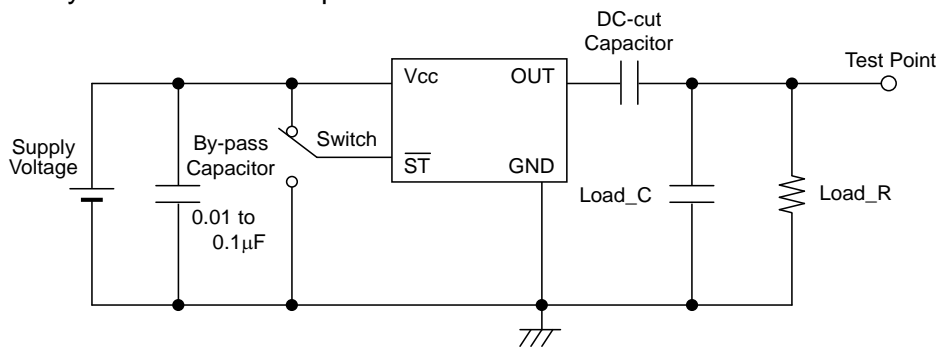 DC-cut
Capacitor
Test Point
Vcc
OUT
Supply
Voltage
By-pass
Capacitor
Switch
ST
GND
0.01 to
0.1μF
Load_C
Load_R